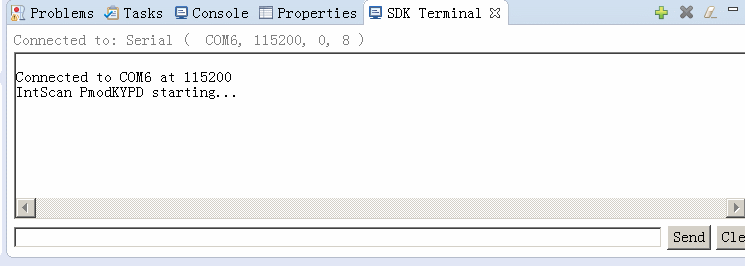 Problems Tasks Console Properties SDK Terminal
Connected to: Serial ( COM6, 115200, 0, 8 )
Connected to COM6 at 115200
IntScan PmodKYPD starting...
Send Cle